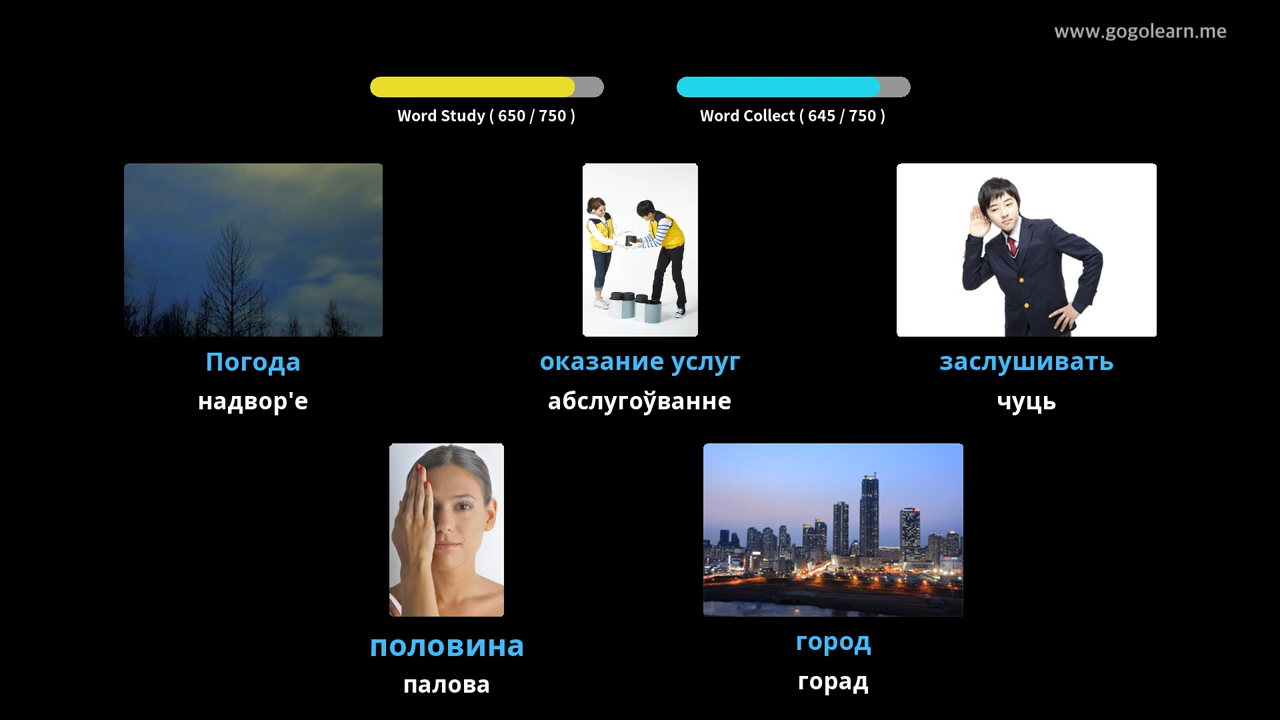 www.gogolearn.me
Word Study ( 650 / 750 )
Word Collect ( 645 / 750 )
Погода
надвор'е
оказание услуг
абслугоўванне
заслушивать
чуць
половина
палова
город
горад